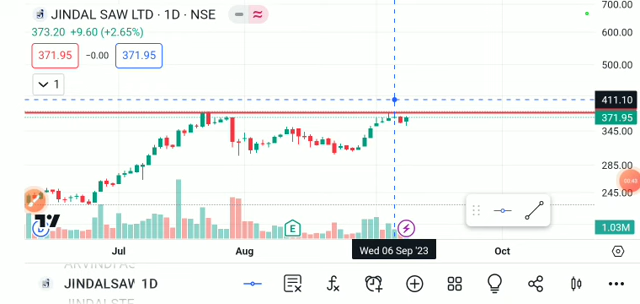 JINDAL SAW LTD · 1D · NSE
373.20 +9.60 (+2.65%)
371.95 −0.00 371.95
1
700.00
600.00
500.00
411.10
371.95
345.00
285.00
245.00
1.03M
E
Jul Aug Wed 06 Sep '23 Oct
JINDALSAW 1D